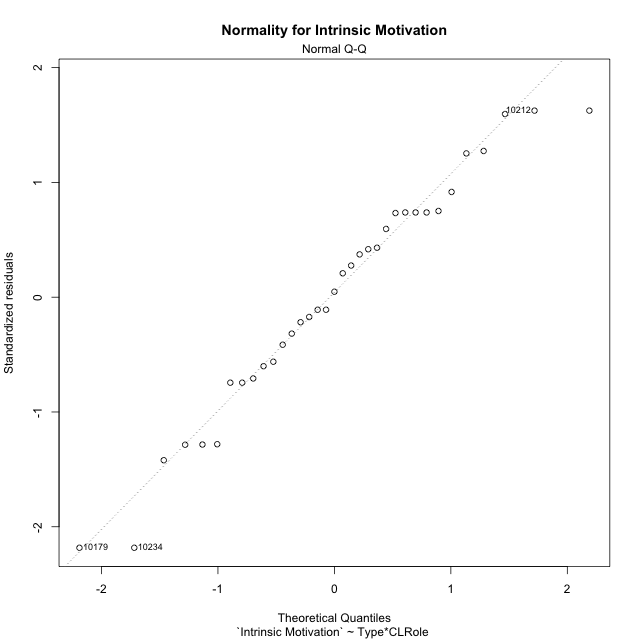 Normality for Intrinsic Motivation
Normal Q-Q
2
1
0
-1
-2
Standardized residuals
10212
10179
10234
-2 -1 0 1 2
Theoretical Quantiles
`Intrinsic Motivation` ~ Type*CLRole